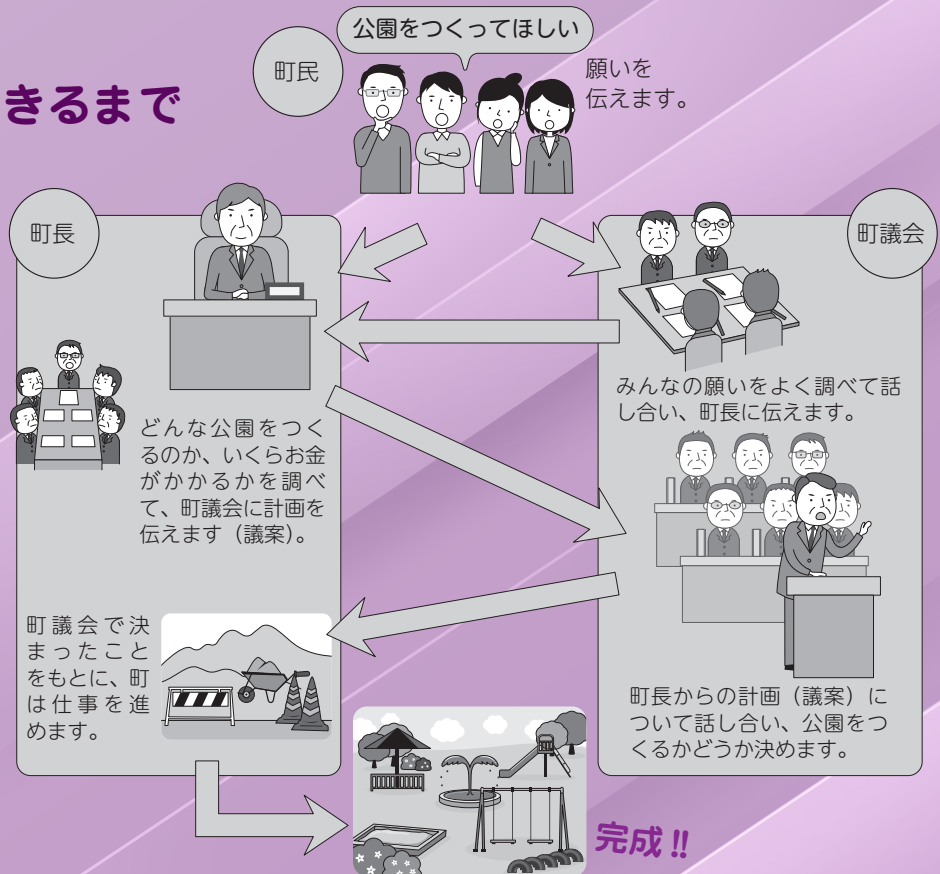 きるまで
町民
公園をつくってほしい
願いを
伝えます。
町長
町議会
みんなの願いをよく調べて話
し合い、町長に伝えます。
どんな公園をつく
るのか、いくらお金
がかかるかを調べ
て、町議会に計画を
伝えます（議案）。
町長からの計画（議案）に
ついて話し合い、公園をつ
くるかどうか決めます。
町議会で決
まったこと
をもとに、町
は仕事を進
めます。
完成!!